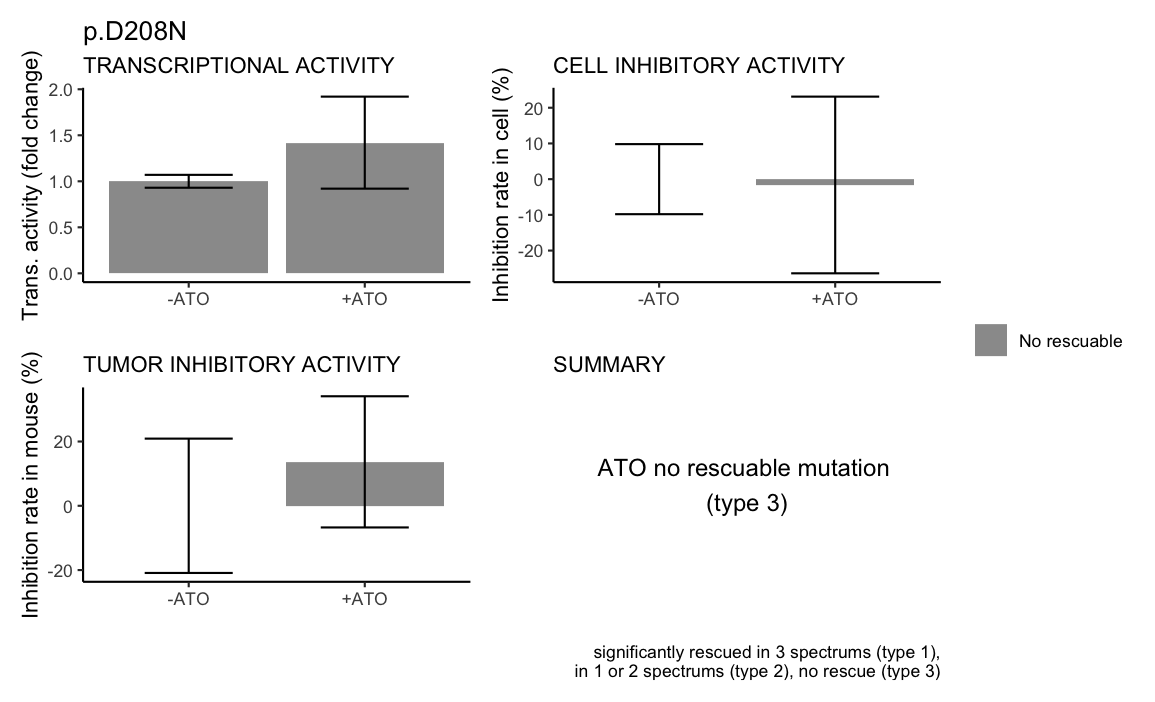 p.D208N
TRANSCRIPTIONAL ACTIVITY
Trans. activity (fold change)
2.0
1.5
1.0
0.5
0.0
-ATO +ATO
CELL INHIBITORY ACTIVITY
Inhibition rate in cell (%)
20
10
0
-10
-20
-ATO +ATO
No rescuable
TUMOR INHIBITORY ACTIVITY
Inhibition rate in mouse (%)
20
0
-20
-ATO +ATO
SUMMARY
ATO no rescuable mutation
(type 3)
significantly rescued in 3 spectrums (type 1),
in 1 or 2 spectrums (type 2), no rescue (type 3)